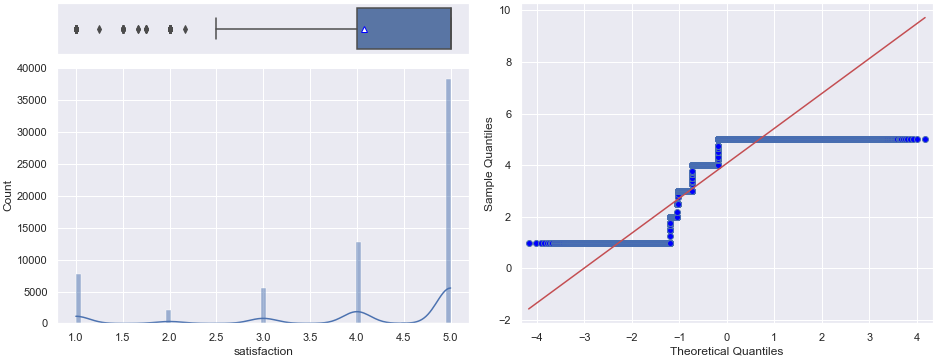 40000
35000
30000
25000
20000
15000
10000
5000
0
Count
1.0 1.5 2.0 2.5 3.0 3.5 4.0 4.5 5.0
satisfaction
10
8
6
4
2
0
−2
Sample Quantiles
−4 −3 −2 −1 0 1 2 3 4
Theoretical Quantiles